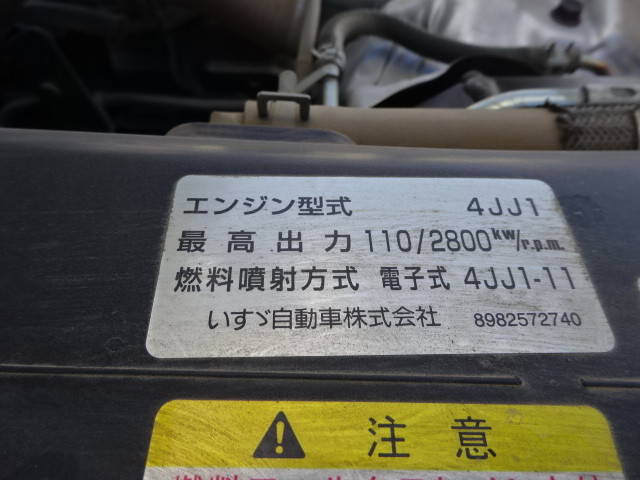 エンジン型式 4JJ1
最高出力 110/2800kW/r.p.m.
燃料噴射方式 電子式 4JJ1-11
いすゞ自動車株式会社 8982572740
注意